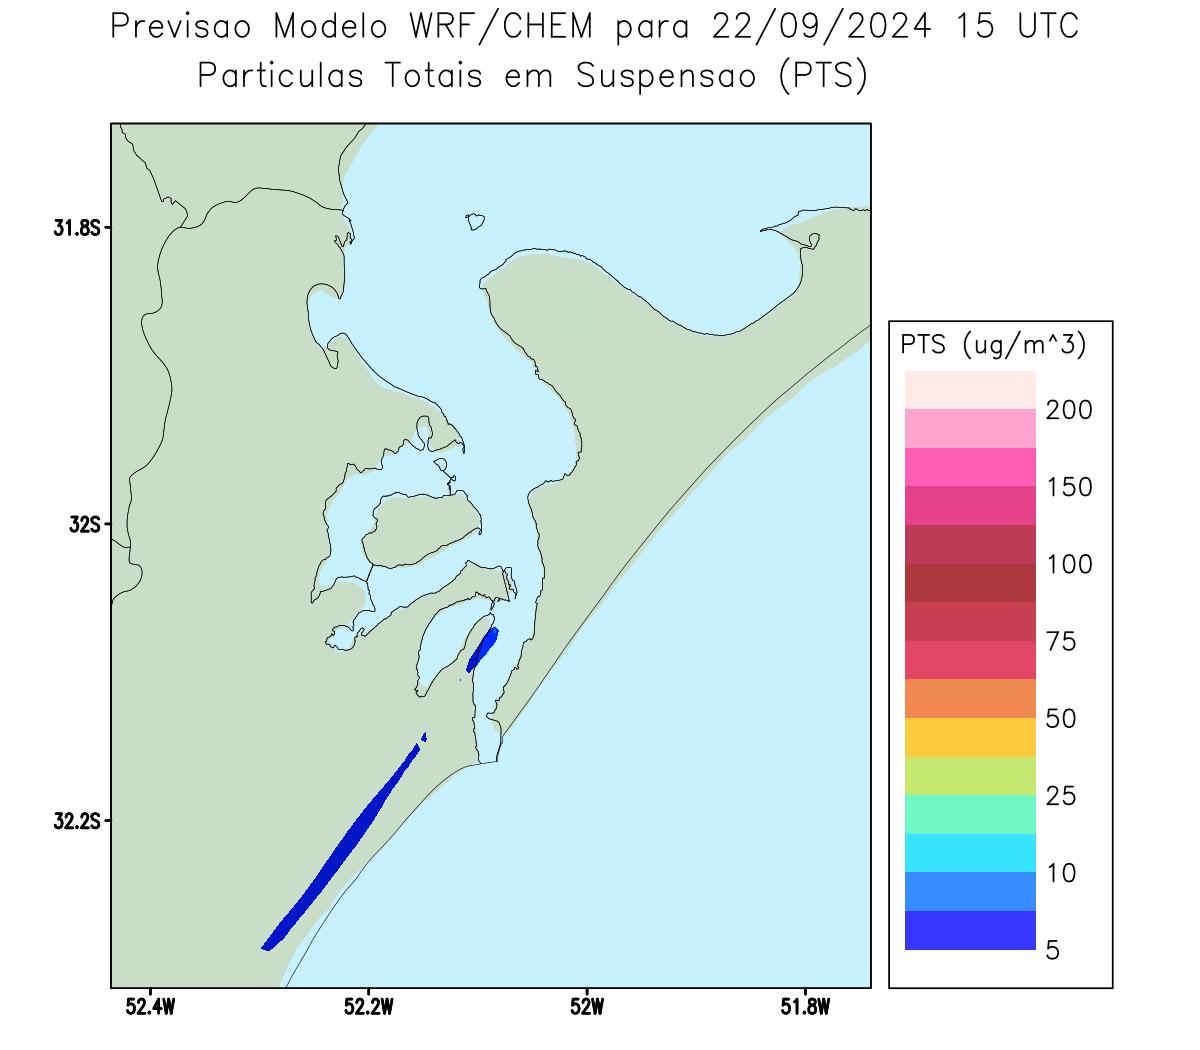 Previsao Modelo WRF/CHEM para 22/09/2024 15 UTC
Particulas Totais em Suspensao (PTS)
31.8S
32S
32.2S
52.4W
52.2W
52W
51.8W
PTS (ug/m^3)
200
150
100
75
50
25
10
5